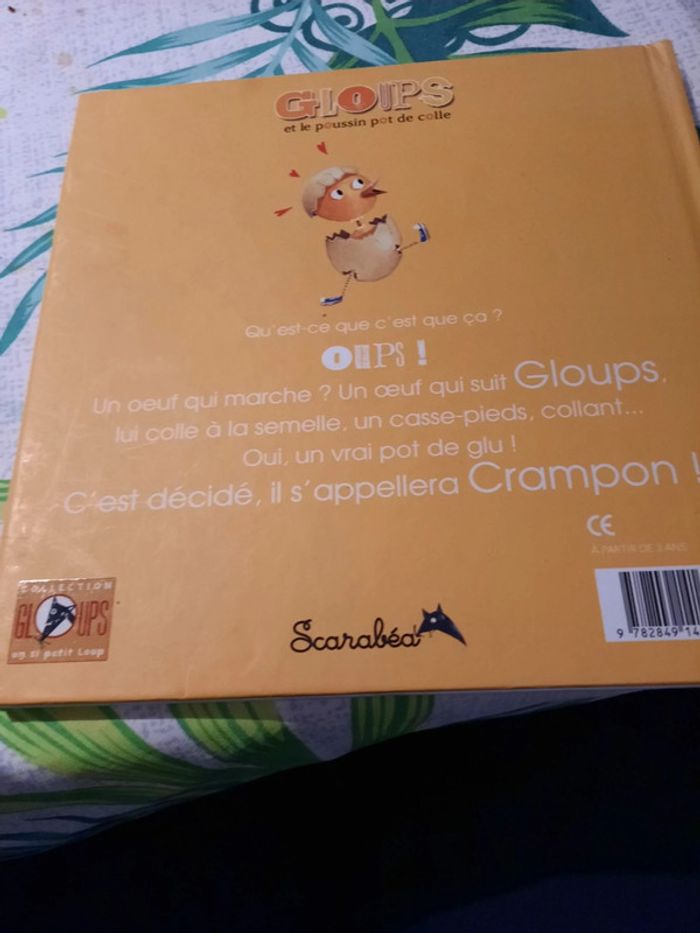 GLOUPS
et le poussin pot de colle
Qu'est-ce que c'est que ça ?
OUPS !
Un oeuf qui marche ? Un œuf qui suit Gloups,
lui colle à la semelle, un casse-pieds, collant...
Oui, un vrai pot de glu !
C'est décidé, il s'appellera Crampon !
CE
À PARTIR DE 3 ANS
COLLECTION
GLOUPS
un si petit Loup
Scarabéa
9 782849 14